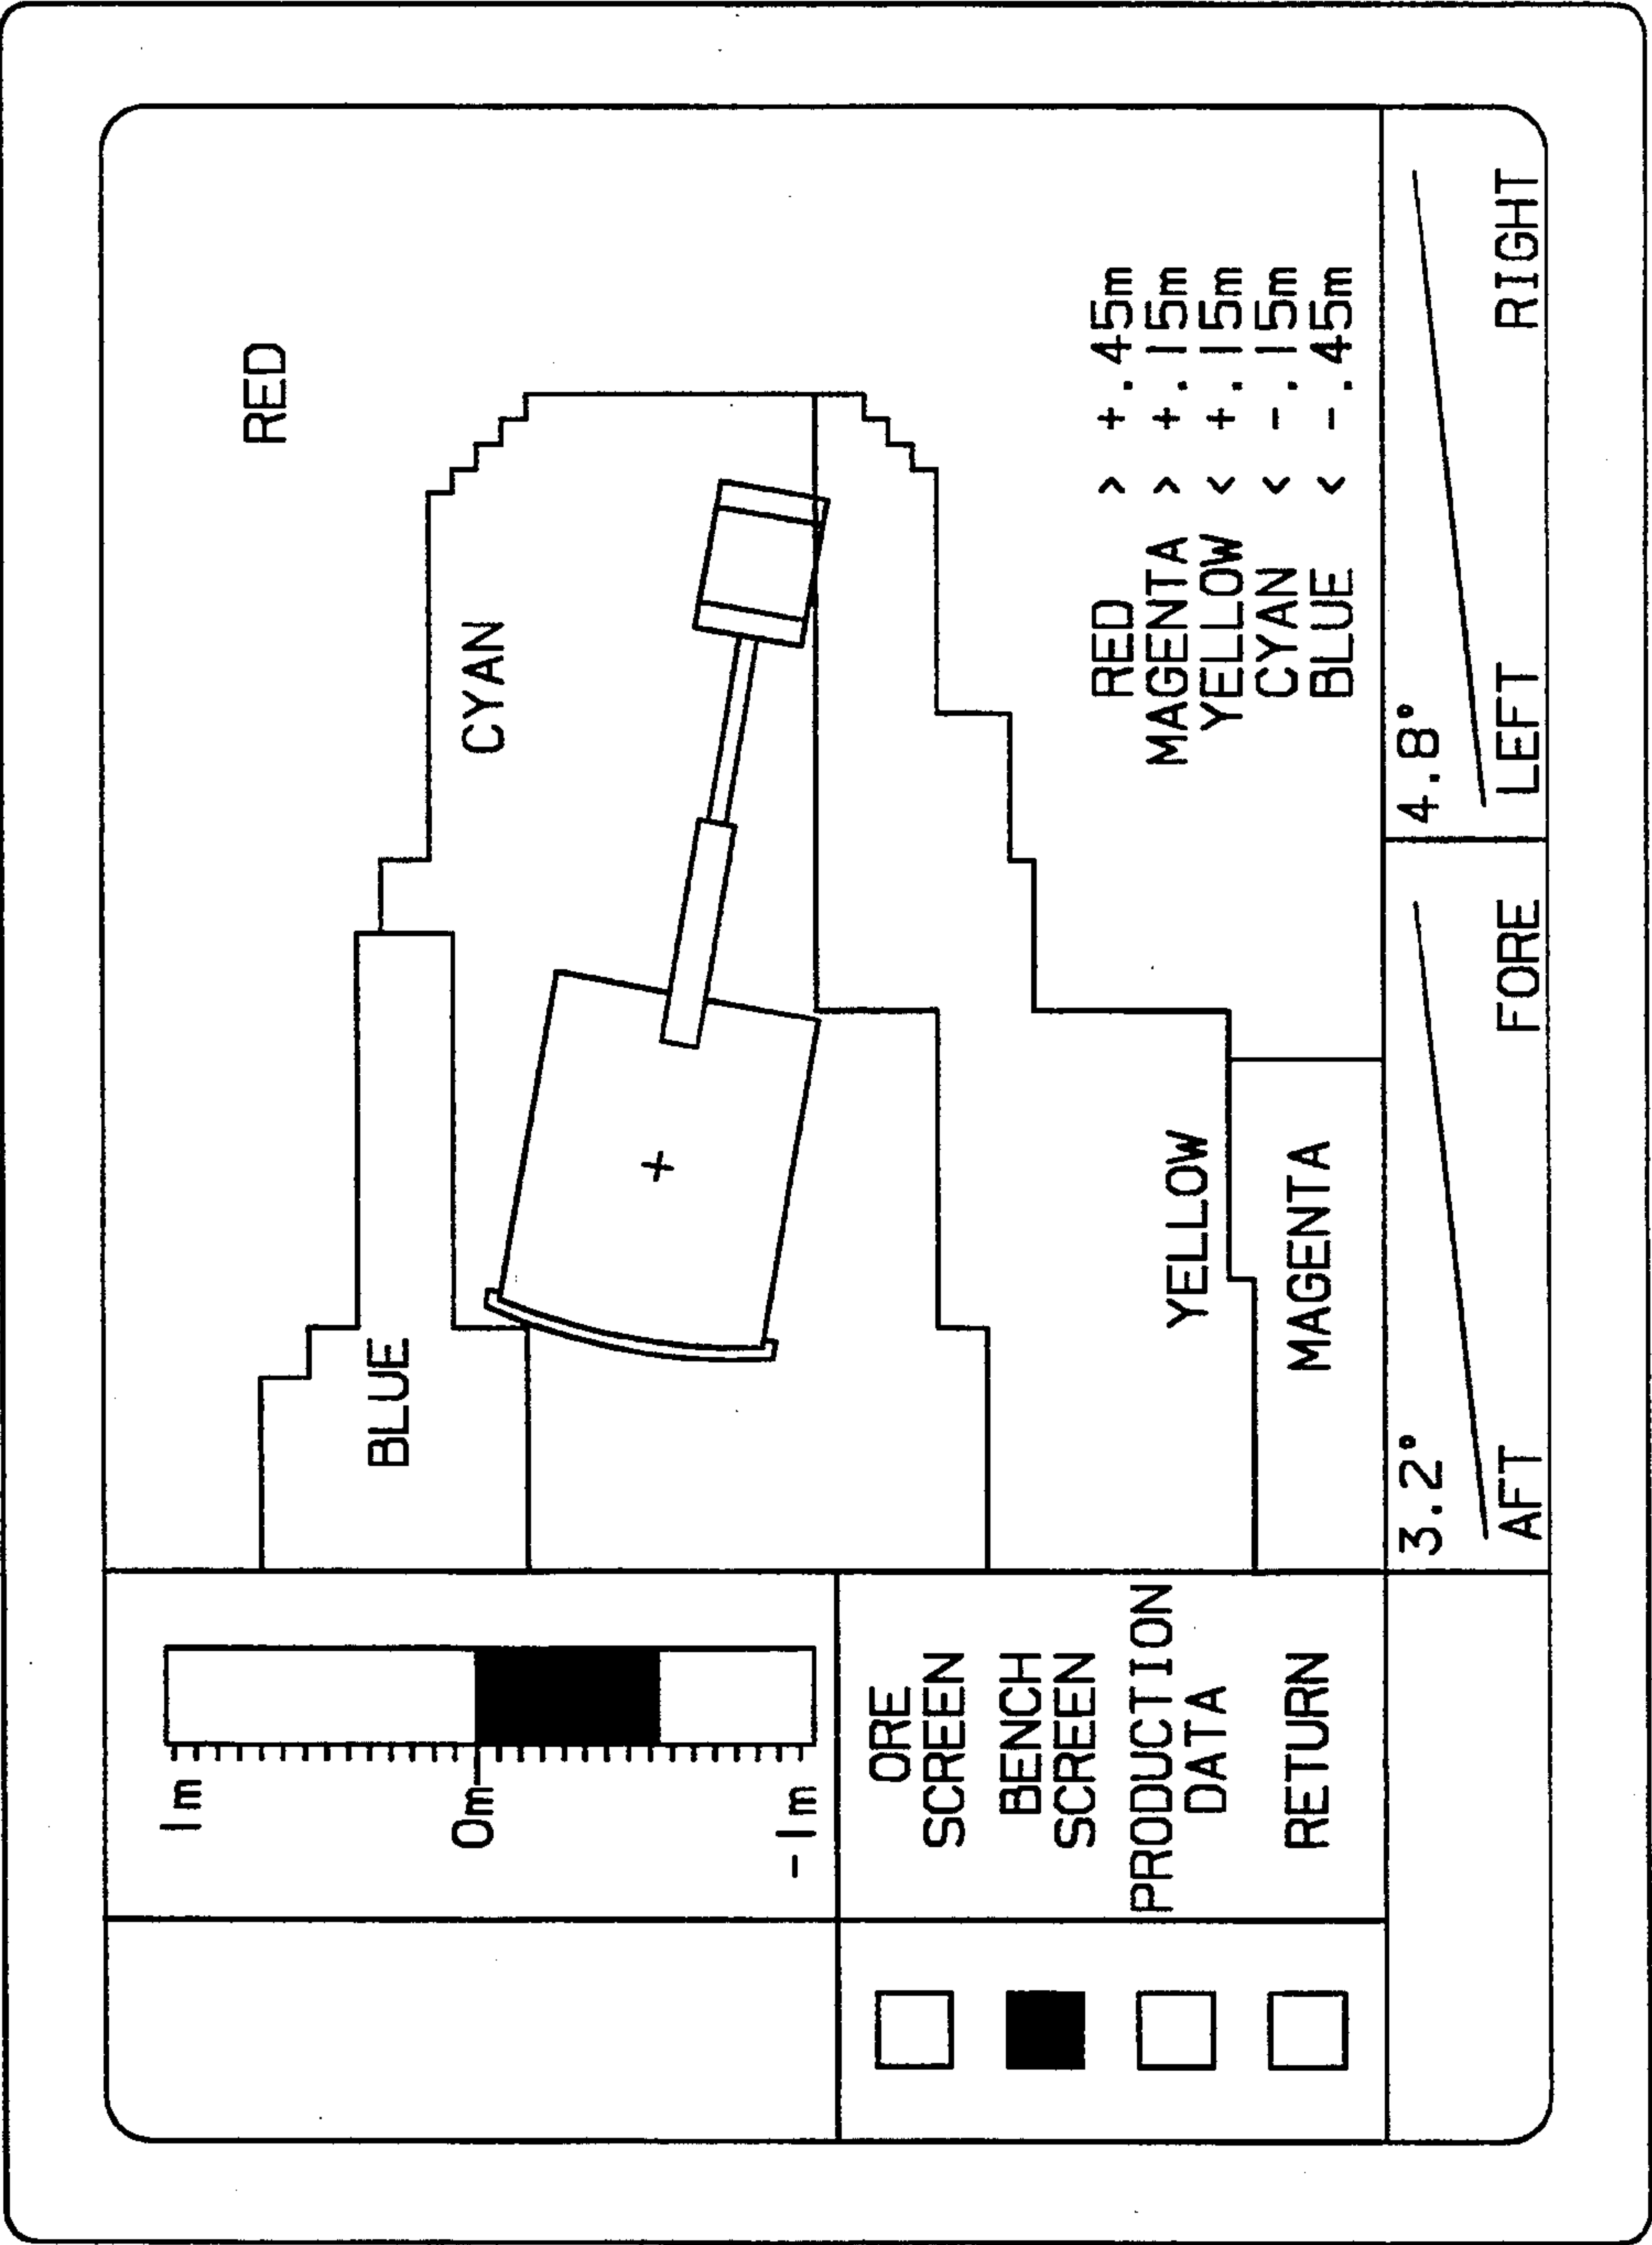 1m
0m
-1m
ORE
SCREEN
BENCH
SCREEN
PRODUCTION
DATA
RETURN
RED
CYAN
BLUE
YELLOW
MAGENTA
RED > +.45m
MAGENTA > +.15m
YELLOW < +.15m
CYAN < -.15m
BLUE < -.45m
3.2°
AFT FORE
4.8°
LEFT RIGHT